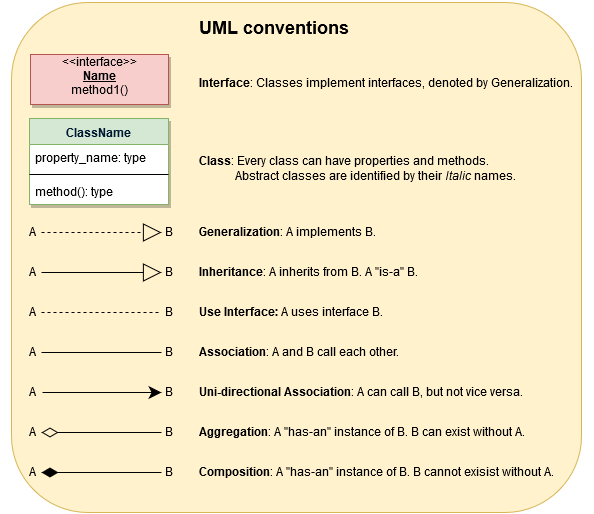 UML conventions
<<interface>>
Name
method1()
Interface: Classes implement interfaces, denoted by Generalization.
ClassName
property_name: type
method(): type
Class: Every class can have properties and methods.
Abstract classes are identified by their Italic names.
A B Generalization: A implements B.
A B Inheritance: A inherits from B. A "is-a" B.
A B Use Interface: A uses interface B.
A B Association: A and B call each other.
A B Uni-directional Association: A can call B, but not vice versa.
A B Aggregation: A "has-an" instance of B. B can exist without A.
A B Composition: A "has-an" instance of B. B cannot exisist without A.